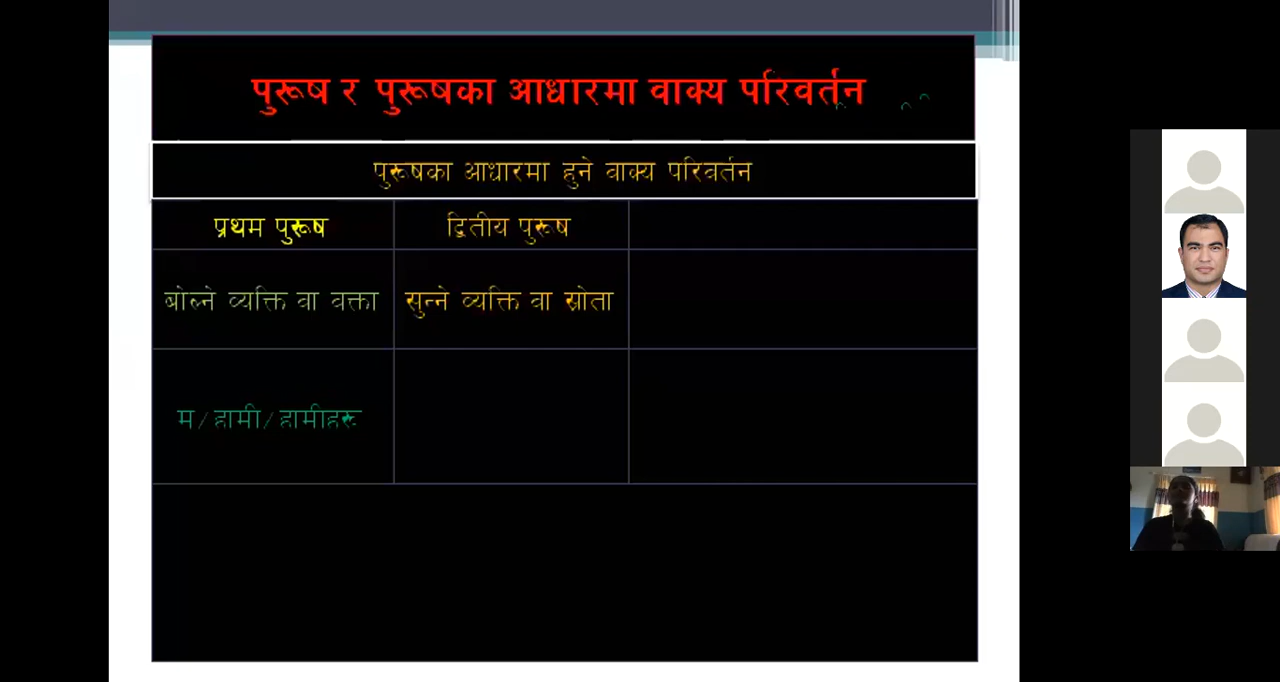 पुरूष र पुरूषका आधारमा वाक्य परिवर्तन
पुरूषका आधारमा हुने वाक्य परिवर्तन
प्रथम पुरूष
द्वितीय पुरूष
बोल्ने व्यक्ति वा वक्ता
सुन्ने व्यक्ति वा स्रोता
म/हामी/हामीहरू